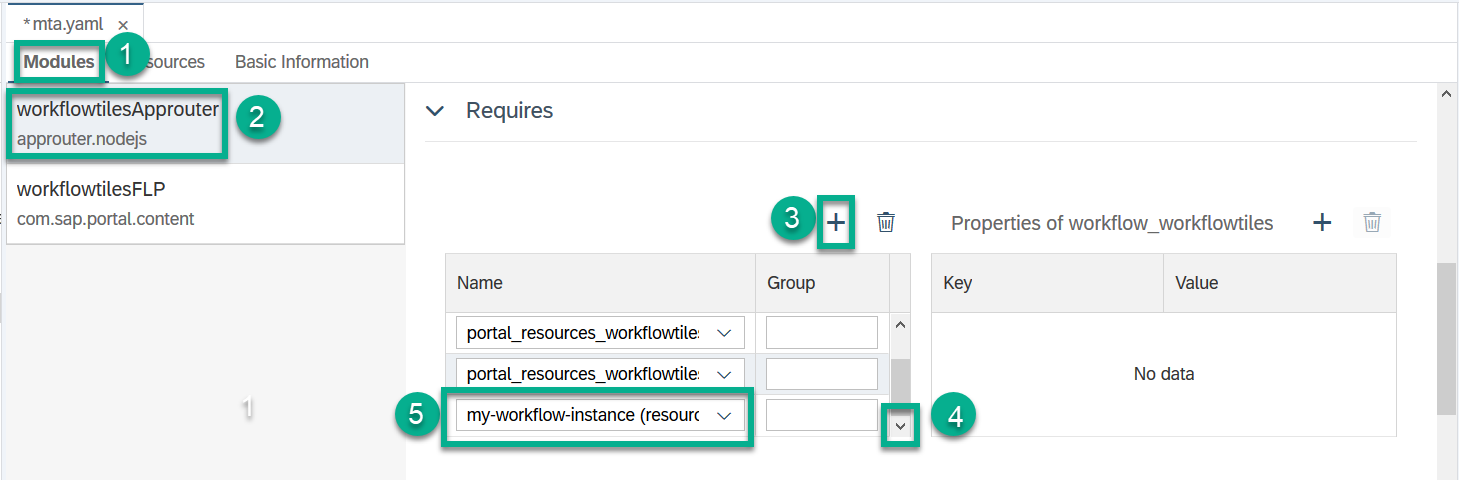 *mta.yaml ×
Modules 1 sources Basic Information
workflowtilesApprouter 2
approuter.nodejs
workflowtilesFLP
com.sap.portal.content
Requires
3 + Properties of workflow_workflowtiles +
Name Group
Key Value
portal_resources_workflowtiles
portal_resources_workflowtiles
No data
5 my-workflow-instance (resourc 4
1